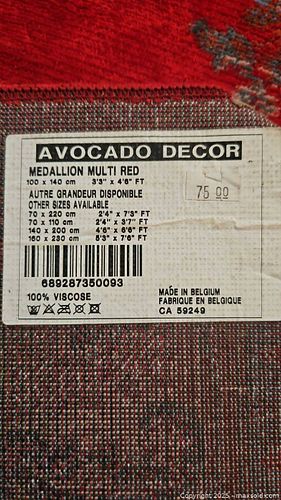 AVOCADO DECOR
MEDALLION MULTI RED
100 x 140 cm 3'3" x 4'6" FT
75 00
AUTRE GRANDEUR DISPONIBLE
OTHER SIZES AVAILABLE
70 x 220 cm 2'4" x 7'3" FT
70 x 110 cm 2'4" x 3'7" FT
140 x 200 cm 4'6" x 6'6" FT
160 x 230 cm 5'3" x 7'6" FT
689287350093
100% VISCOSE
MADE IN BELGIUM
FABRIQUE EN BELGIQUE
CA 59249
Copyright 2025 - maxsold.com